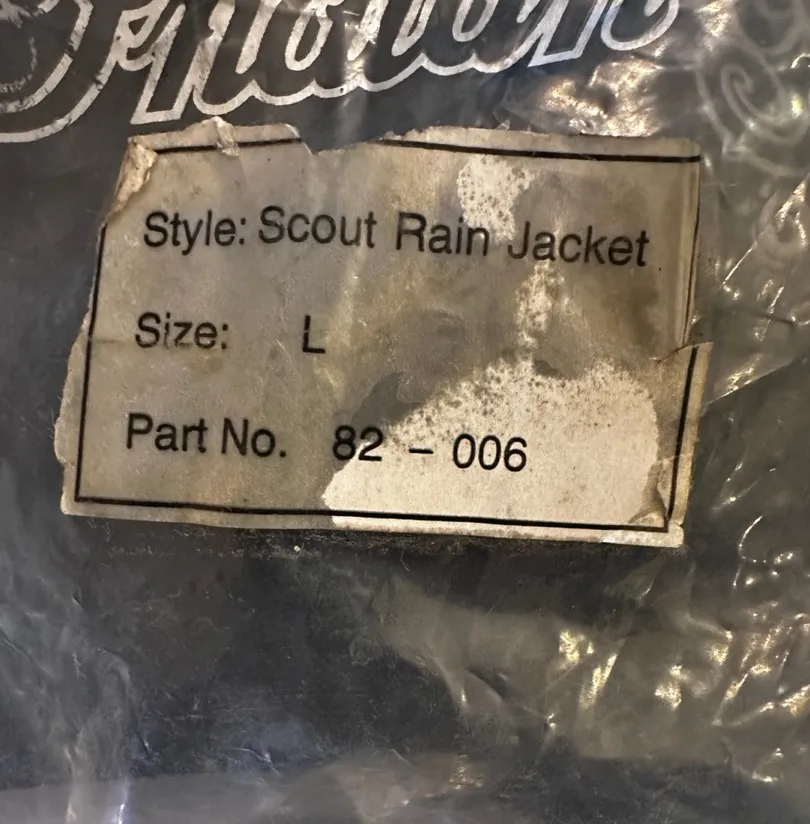 Style: Scout Rain Jacket
Size: L
Part No. 82 - 006